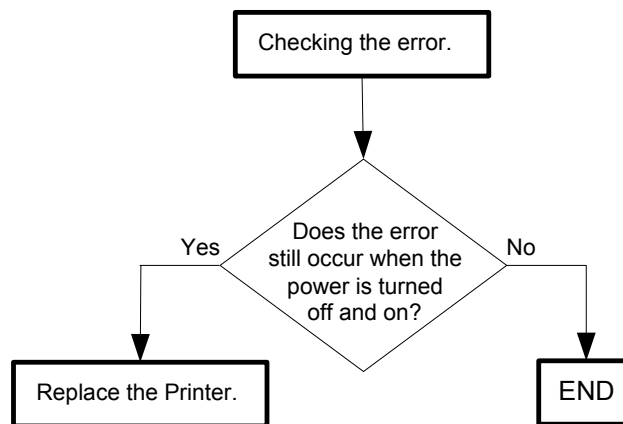 Checking the error.
Does the error
still occur when the
power is turned
off and on?
Yes
No
Replace the Printer.
END